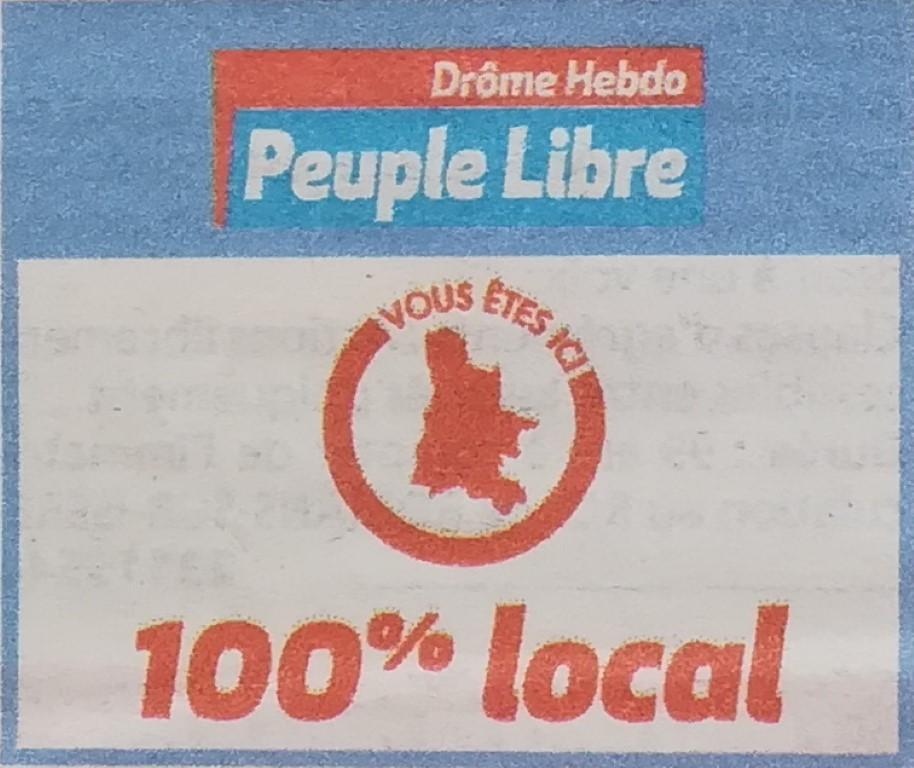 Drôme Hebdo
Peuple Libre
VOUS ÊTES ICI
100% local